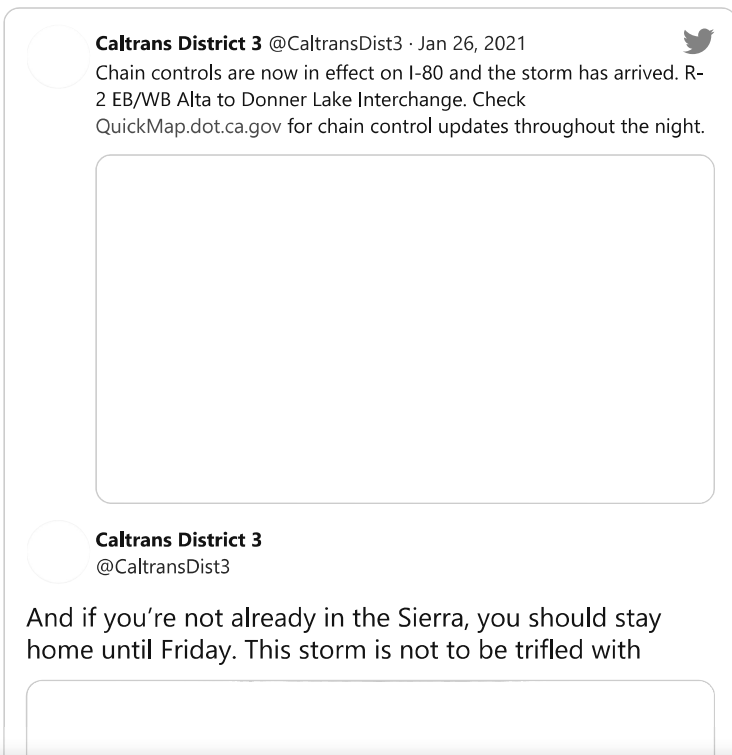 Caltrans District 3 @CaltransDist3 · Jan 26, 2021
Chain controls are now in effect on I-80 and the storm has arrived. R-
2 EB/WB Alta to Donner Lake Interchange. Check
QuickMap.dot.ca.gov for chain control updates throughout the night.
Caltrans District 3
@CaltransDist3
And if you’re not already in the Sierra, you should stay
home until Friday. This storm is not to be trifled with